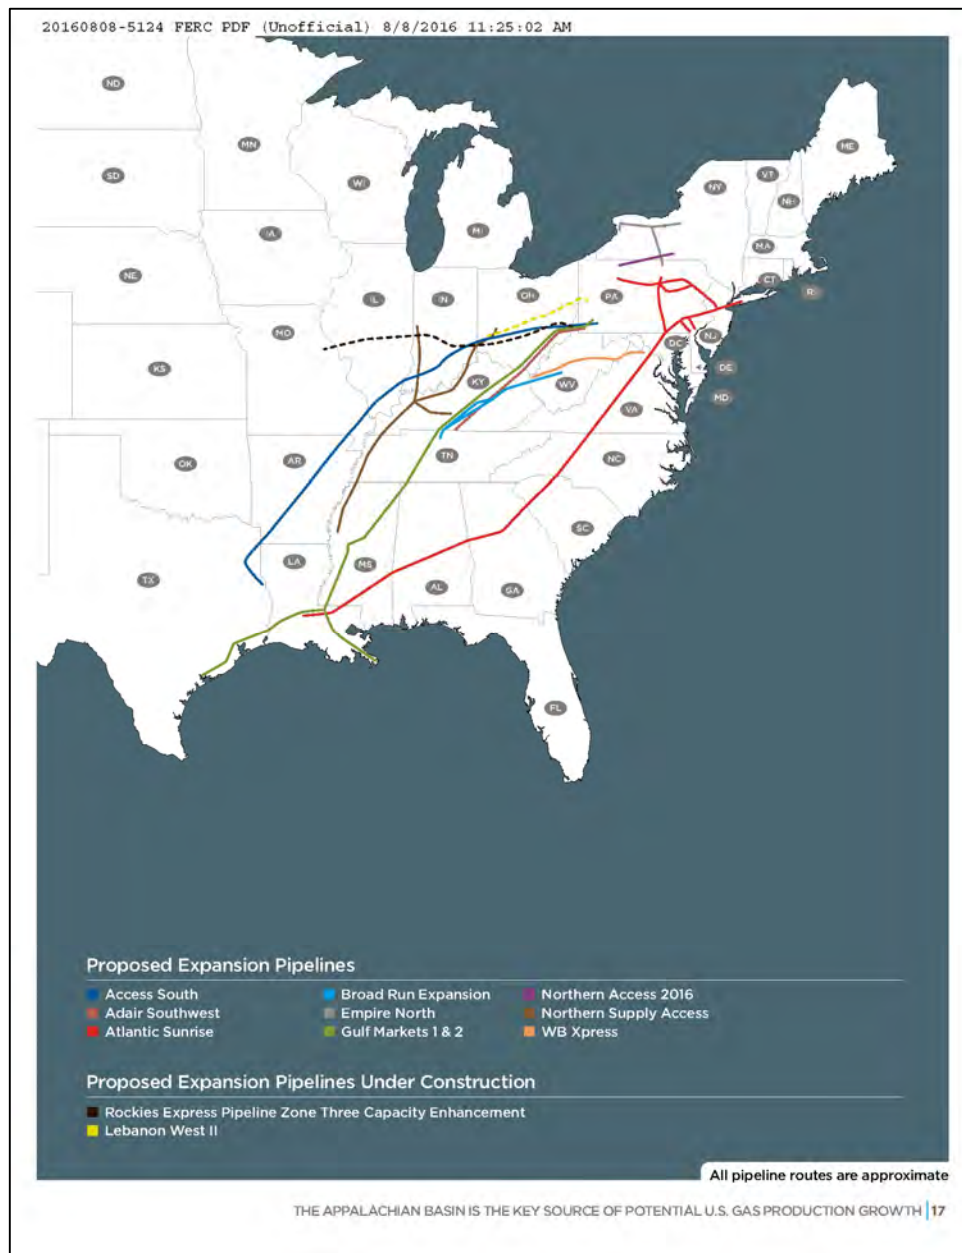 20160808-5124 FERC PDF (Unofficial) 8/8/2016 11:25:02 AM
ND
MN
ME
SD
WI
NY
VT
NH
IA
MI
MA
NE
CT
RI
IL
IN
OH
PA
MO
DC
NJ
KS
KY
WV
DE
MD
VA
OK
AR
TN
NC
SC
LA
MS
TX
AL
GA
FL
Proposed Expansion Pipelines
Access South
Broad Run Expansion
Northern Access 2016
Adair Southwest
Empire North
Northern Supply Access
Atlantic Sunrise
Gulf Markets 1 & 2
WB Xpress
Proposed Expansion Pipelines Under Construction
Rockies Express Pipeline Zone Three Capacity Enhancement
Lebanon West II
All pipeline routes are approximate
THE APPALACHIAN BASIN IS THE KEY SOURCE OF POTENTIAL U.S. GAS PRODUCTION GROWTH | 17